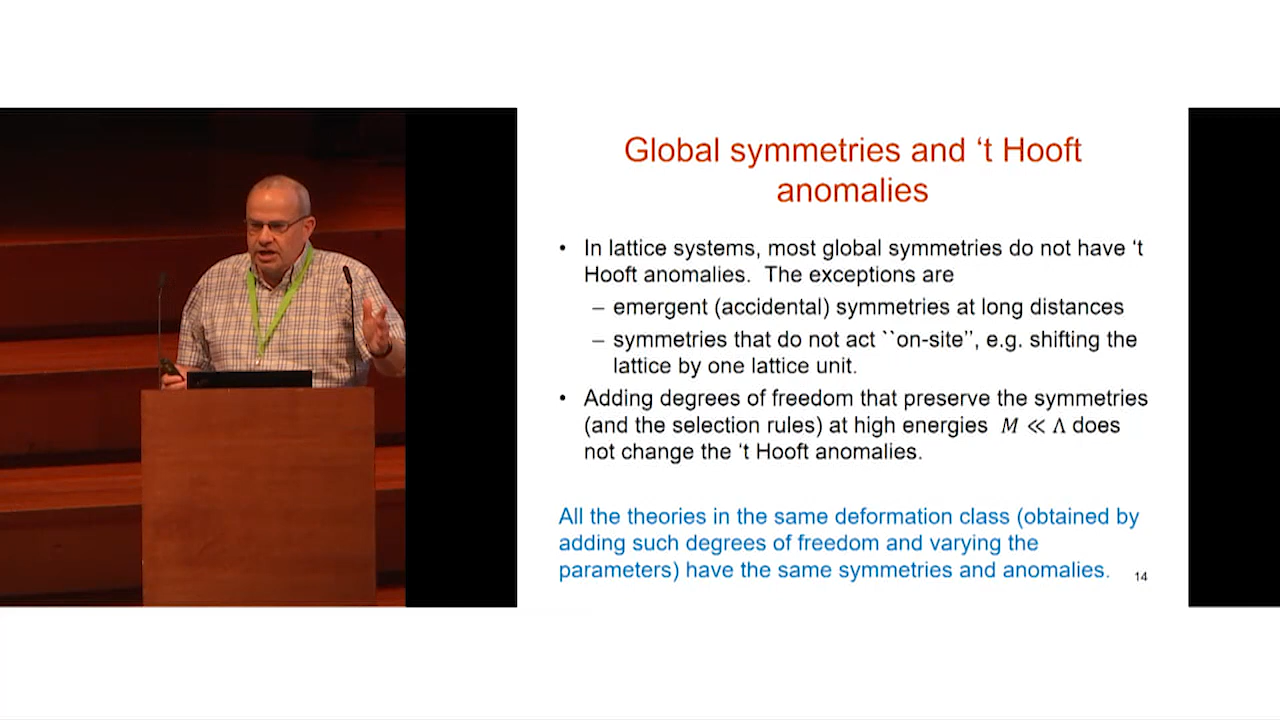 Global symmetries and ‘t Hooft
anomalies
• In lattice systems, most global symmetries do not have ‘t
Hooft anomalies. The exceptions are
– emergent (accidental) symmetries at long distances
– symmetries that do not act ``on-site”, e.g. shifting the
lattice by one lattice unit.
• Adding degrees of freedom that preserve the symmetries
(and the selection rules) at high energies M ≪ Λ does
not change the ‘t Hooft anomalies.
All the theories in the same deformation class (obtained by
adding such degrees of freedom and varying the
parameters) have the same symmetries and anomalies.
14